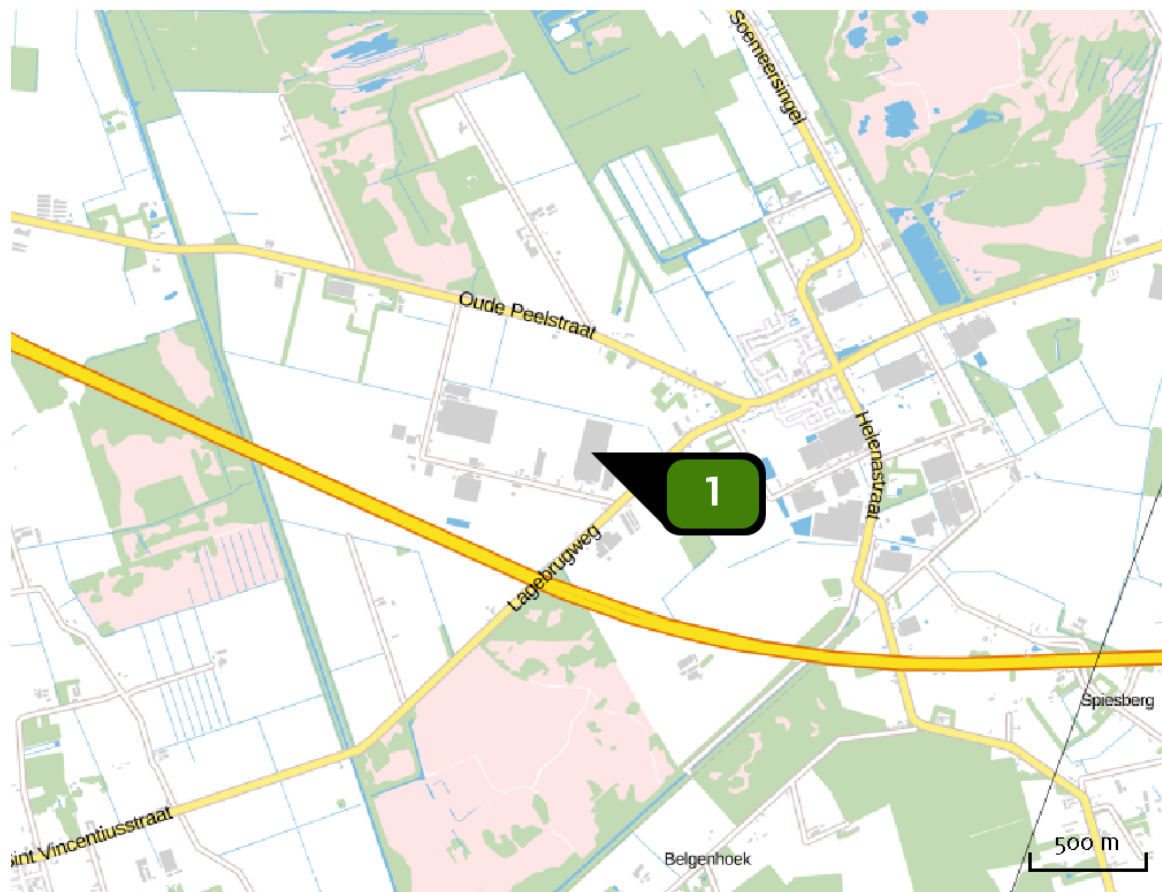 Soemeersingel
Oude Peelstraat
Helenastraat
1
Lagebrugweg
Spiesberg
int Vincentiusstraat
Belgenhoek
500 m